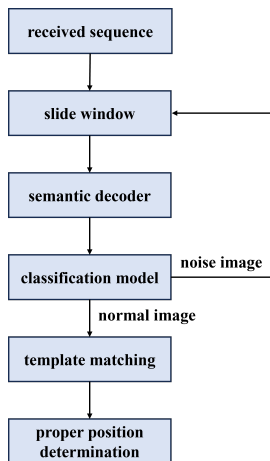 received sequence
slide window
semantic decoder
classification model
noise image
normal image
template matching
proper position
determination